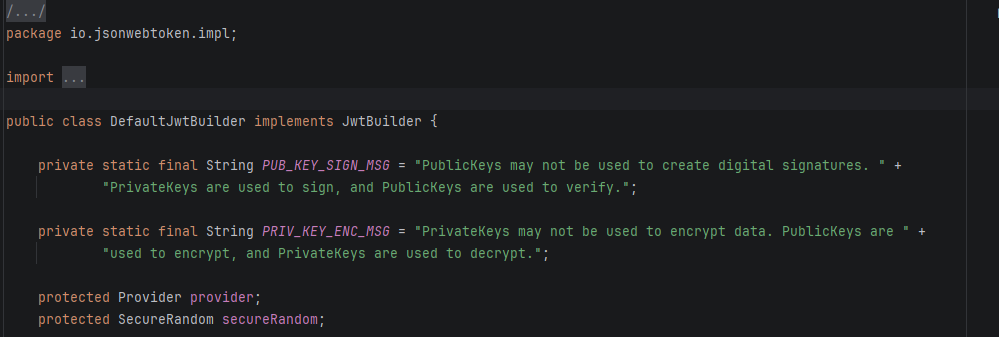 /.../
package io.jsonwebtoken.impl;
import ...
public class DefaultJwtBuilder implements JwtBuilder {
private static final String PUB_KEY_SIGN_MSG = "PublicKeys may not be used to create digital signatures. " +
"PrivateKeys are used to sign, and PublicKeys are used to verify.";
private static final String PRIV_KEY_ENC_MSG = "PrivateKeys may not be used to encrypt data. PublicKeys are " +
"used to encrypt, and PrivateKeys are used to decrypt.";
protected Provider provider;
protected SecureRandom secureRandom;